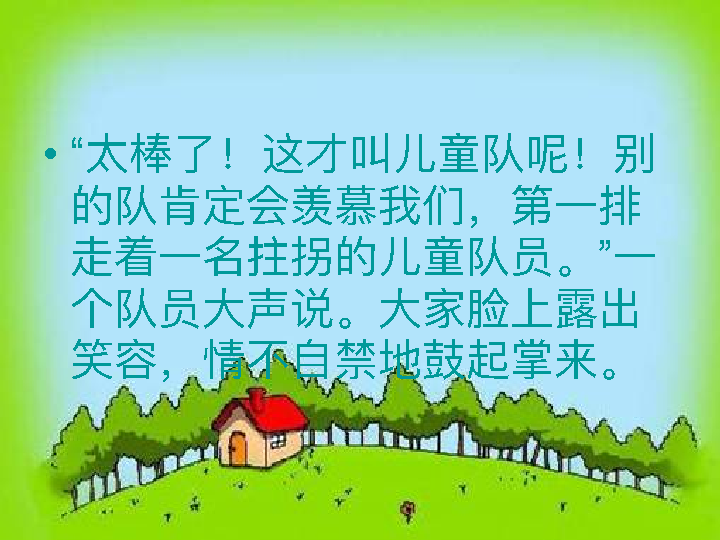 • “太棒了！这才叫儿童队呢！别
的队肯定会羡慕我们，第一排
走着一名拄拐的儿童队员。”一
个队员大声说。大家脸上露出
笑容，情不自禁地鼓起掌来。